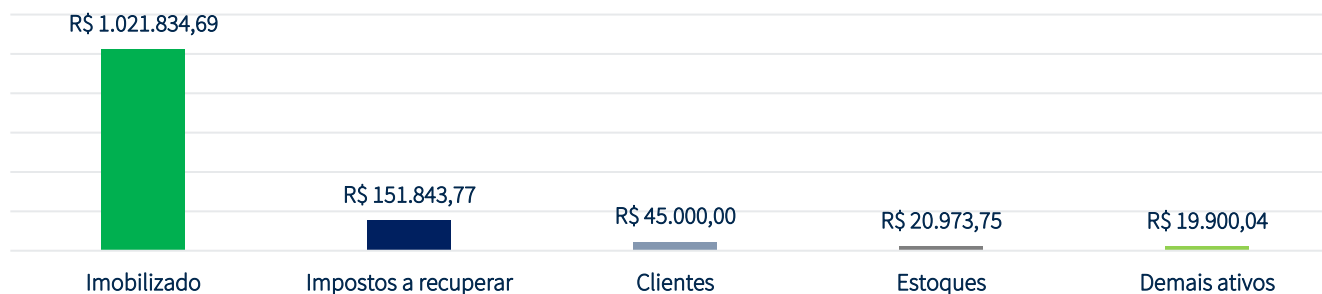 R$ 1.021.834,69
R$ 151.843,77
R$ 45.000,00
R$ 20.973,75
R$ 19.900,04
Imobilizado
Impostos a recuperar
Clientes
Estoques
Demais ativos